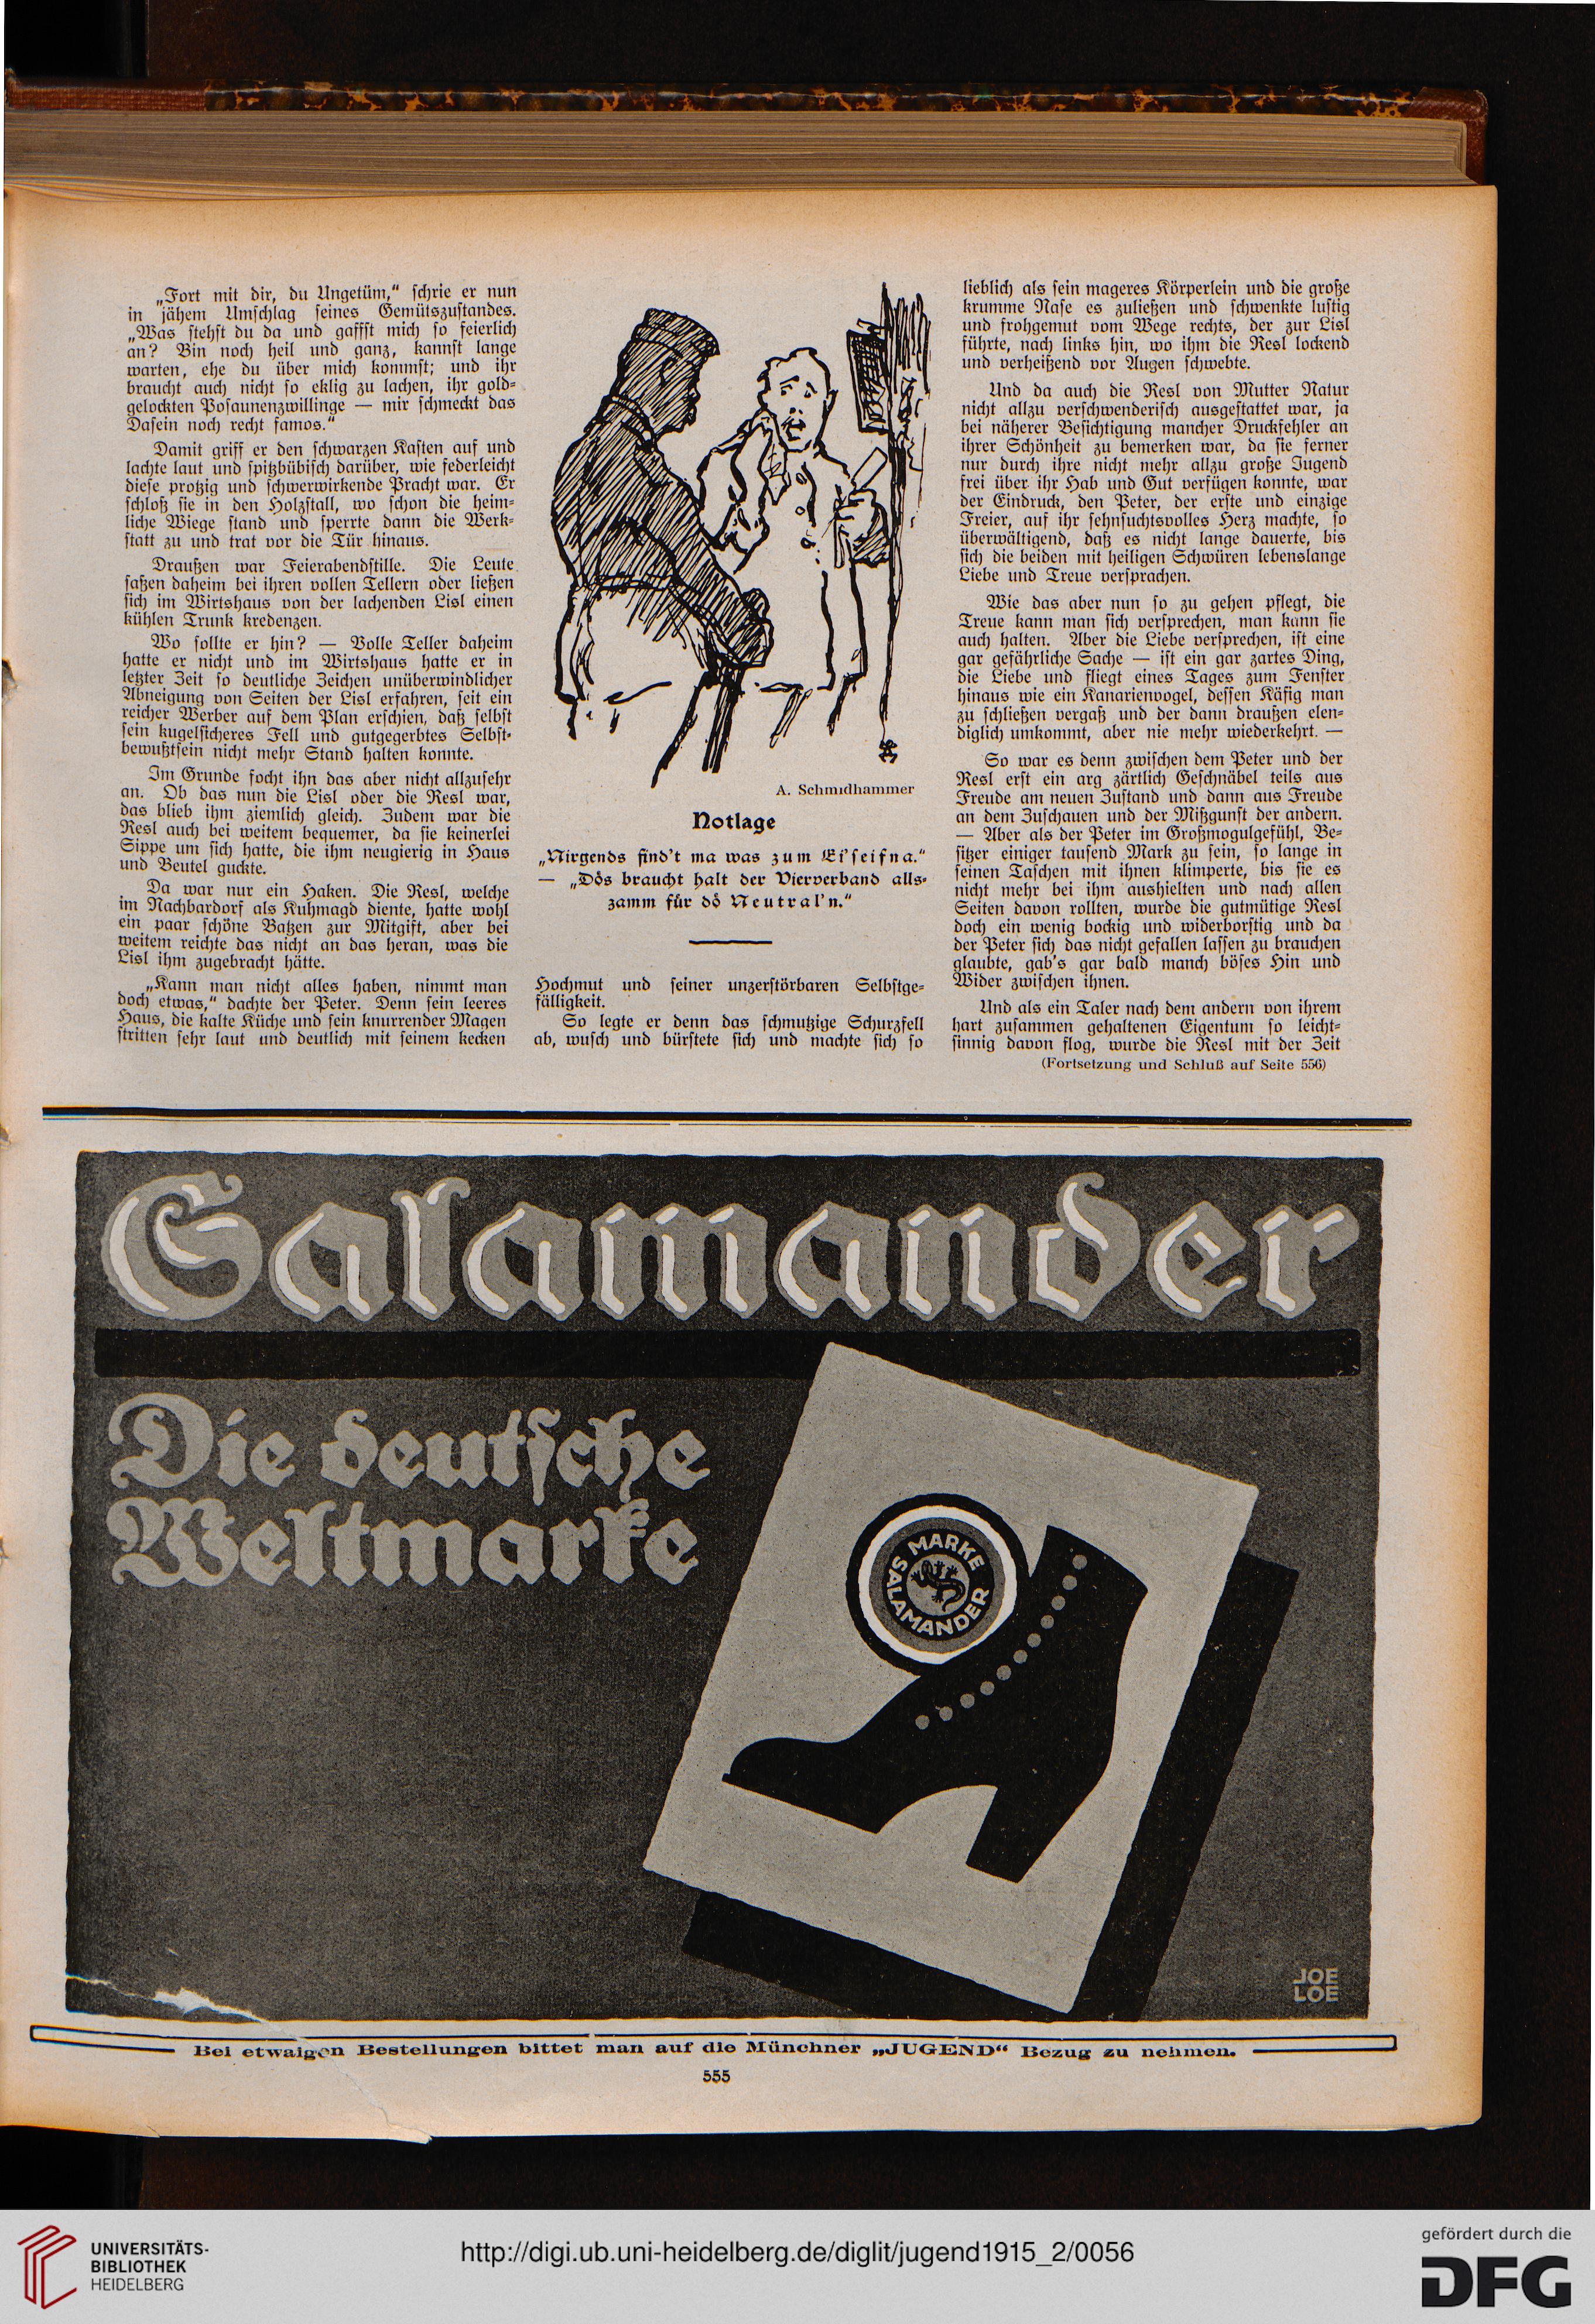 „Fort mit dir, du Ungetüm,“ schrie er nun
in jähem Umschlag seines Gemütszustandes.
„Was stehst du da und gaffst mich so feierlich
an? Bin noch heil und ganz, kannst lange
warten, ehe du über mich kommst; und ihr
braucht auch nicht so eklig zu lachen, ihr gold-
gelockten Posaunenzwillinge — mir schmeckt das
Dasein noch recht famos.“
Damit griff er den schwarzen Kasten auf und
lachte laut und spitzbübisch darüber, wie federleicht
diese protzig und schwerwirkende Pracht war. Er
schloß sie in den Holzstall, wo schon die heim-
liche Wiege stand und sperrte dann die Werk-
statt zu und trat vor die Tür hinaus.
Draußen war Feierabendstille. Die Leute
saßen daheim bei ihren vollen Tellern oder ließen
sich im Wirtshaus von der lachenden Lisl einen
kühlen Trunk kredenzen.
Wo sollte er hin? — Volle Teller daheim
hatte er nicht und im Wirtshaus hatte er in
letzter Zeit so deutliche Zeichen unüberwindlicher
Abneigung von Seiten der Lisl erfahren, seit ein
reicher Werber auf dem Plan erschien, daß selbst
sein kugelsicheres Fell und gutgegerbtes Selbst-
bewußtsein nicht mehr Stand halten konnte.
Im Grunde focht ihn das aber nicht allzusehr
an. Ob das nun die Lisl oder die Resl war,
das blieb ihm ziemlich gleich. Zudem war die
Resl auch bei weitem bequemer, da sie keinerlei
Sippe um sich hatte, die ihm neugierig in Haus
und Beutel guckte.
Da war nur ein Haken. Die Resl, welche
im Nachbardorf als Kuhmagd diente, hatte wohl
ein paar schöne Batzen zur Mitgift, aber bei
weitem reichte das nicht an das heran, was die
Lisl ihm zugebracht hätte.
„Kann man nicht alles haben, nimmt man
doch etwas,“ dachte der Peter. Denn sein leeres
Haus, die kalte Küche und sein knurrender Magen
stritten sehr laut und deutlich mit seinem kecken
A. Schmidhammer
Notlage
„Nirgends find't ma was zum Ei'seifna.“
— „Dös braucht halt der Vierverband alls-
zamm für dö Neutral'n.“
Hochmut und seiner unzerstörbaren Selbstge-
fälligkeit.
So legte er denn das schmutzige Schurzfell
ab, wusch und bürstete sich und machte sich so
lieblich als sein mageres Körperlein und die große
krumme Nase es zuließen und schwenkte lustig
und frohgemut vom Wege rechts, der zur Lisl
führte, nach links hin, wo ihm die Resl lockend
und verheißend vor Augen schwebte.
Und da auch die Resl von Mutter Natur
nicht allzu verschwenderisch ausgestattet war, ja
bei näherer Besichtigung mancher Druckfehler an
ihrer Schönheit zu bemerken war, da sie ferner
nur durch ihre nicht mehr allzu große Jugend
frei über ihr Hab und Gut verfügen konnte, war
der Eindruck, den Peter, der erste und einzige
Freier, auf ihr sehnsuchtsvolles Herz machte, so
überwältigend, daß es nicht lange dauerte, bis
sich die beiden mit heiligen Schwüren lebenslange
Liebe und Treue versprachen.
Wie das aber nun so zu gehen pflegt, die
Treue kann man sich versprechen, man kann sie
auch halten. Aber die Liebe versprechen, ist eine
gar gefährliche Sache — ist ein gar zartes Ding,
die Liebe und fliegt eines Tages zum Fenster
hinaus wie ein Kanarienvogel, dessen Käfig man
zu schließen vergaß und der dann draußen elen-
diglich umkommt, aber nie mehr wiederkehrt. —
So war es denn zwischen dem Peter und der
Resl erst ein arg zärtlich Geschnäbel teils aus
Freude am neuen Zustand und dann aus Freude
an dem Zuschauen und der Mißgunst der andern.
— Aber als der Peter im Großmogulgefühl, Be-
sitzer einiger tausend Mark zu sein, so lange in
seinen Taschen mit ihnen klimperte, bis sie es
nicht mehr bei ihm aushielten und nach allen
Seiten davon rollten, wurde die gutmütige Resl
doch ein wenig bockig und widerborstig und da
der Peter sich das nicht gefallen lassen zu brauchen
glaubte, gab's gar bald manch böses Hin und
Wider zwischen ihnen.
Und als ein Taler nach dem andern von ihrem
hart zusammen gehaltenen Eigentum so leicht-
sinnig davon flog, wurde die Resl mit der Zeit
(Fortsetzung und Schluß auf Seite 556)
Salamander
Die deutsche
Weltmarke
MARKE
SALAMANDER
JOE
LOE
Bei etwaigen Bestellungen bittet man auf die Münchner „JUGEND“ Bezug zu nehmen.
555
UNIVERSITÄTS-
BIBLIOTHEK
HEIDELBERG
http://digi.ub.uni-heidelberg.de/diglit/jugend1915_2/0056
gefördert durch die
DFG